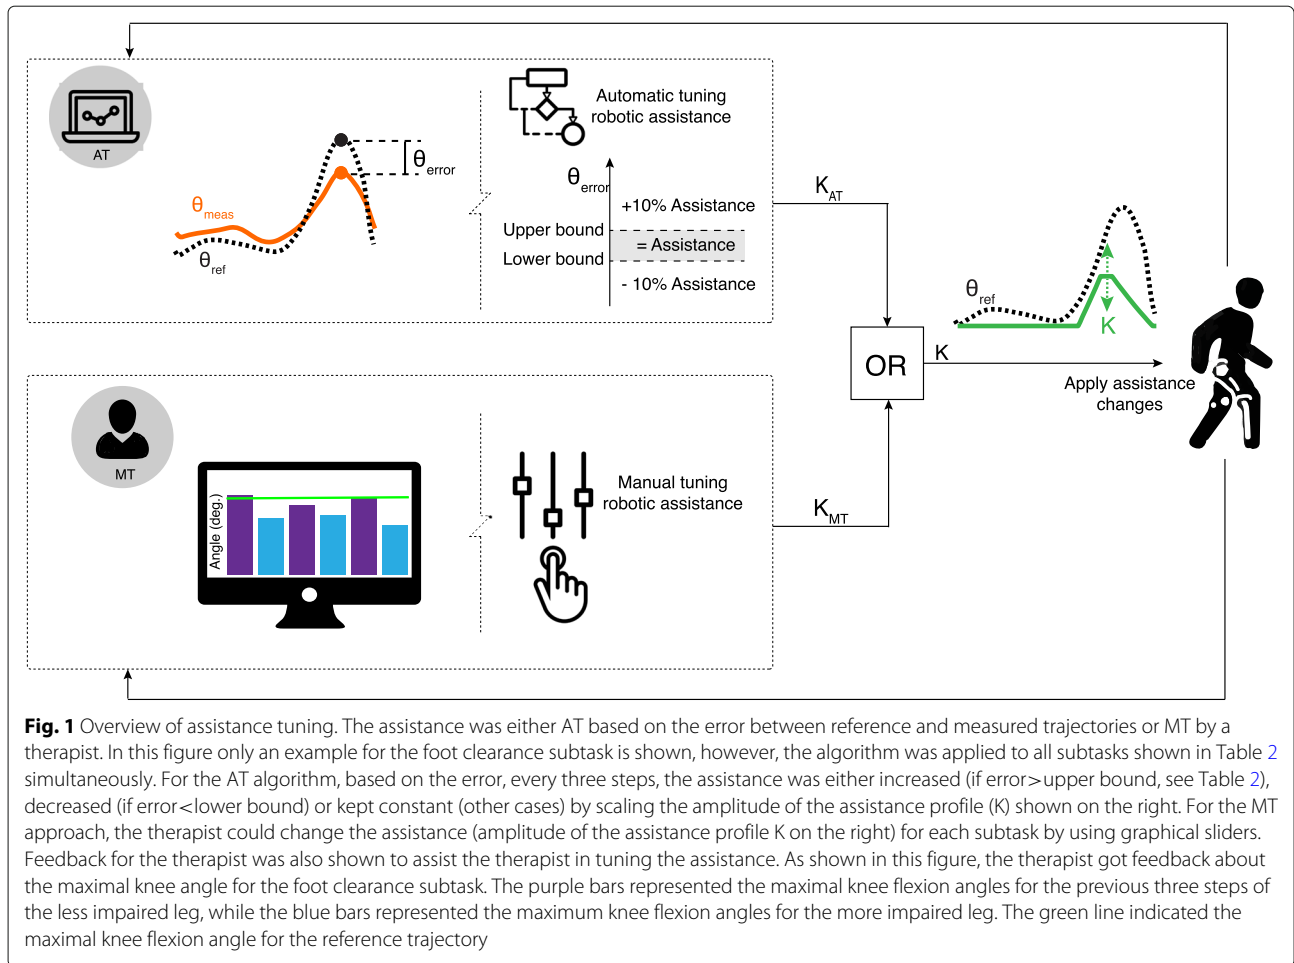 AT
θmeas
θref
θerror
Automatic tuning
robotic assistance
θerror
+10% Assistance
Upper bound
= Assistance
Lower bound
- 10% Assistance
KAT
θref
K
OR
K
Apply assistance
changes
MT
Angle (deg.)
Manual tuning
robotic assistance
KMT
Fig. 1 Overview of assistance tuning. The assistance was either AT based on the error between reference and measured trajectories or MT by a
therapist. In this figure only an example for the foot clearance subtask is shown, however, the algorithm was applied to all subtasks shown in Table 2
simultaneously. For the AT algorithm, based on the error, every three steps, the assistance was either increased (if error>upper bound, see Table 2),
decreased (if error<lower bound) or kept constant (other cases) by scaling the amplitude of the assistance profile (K) shown on the right. For the MT
approach, the therapist could change the assistance (amplitude of the assistance profile K on the right) for each subtask by using graphical sliders.
Feedback for the therapist was also shown to assist the therapist in tuning the assistance. As shown in this figure, the therapist got feedback about
the maximal knee angle for the foot clearance subtask. The purple bars represented the maximal knee flexion angles for the previous three steps of
the less impaired leg, while the blue bars represented the maximum knee flexion angles for the more impaired leg. The green line indicated the
maximal knee flexion angle for the reference trajectory